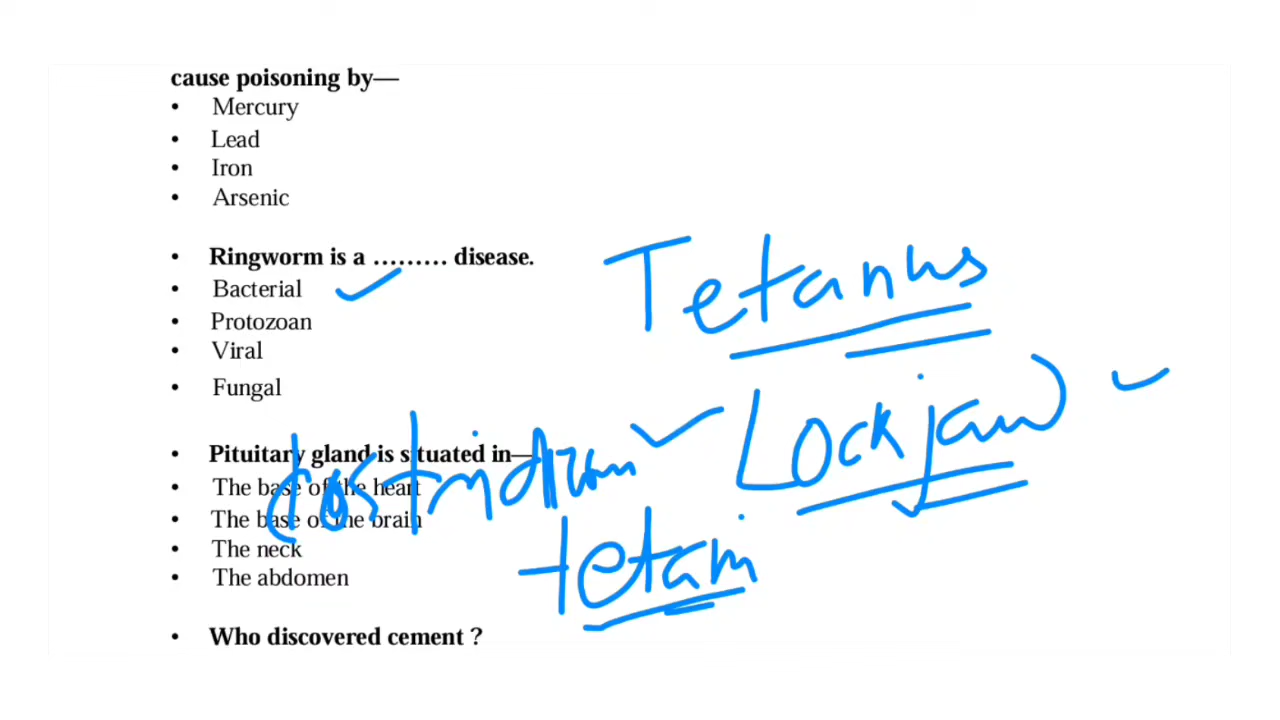 cause poisoning by—
• Mercury
• Lead
• Iron
• Arsenic
• Ringworm is a ……… disease.
• Bacterial
• Protozoan
• Viral
• Fungal
Tetanus
Lockjaw
• Pituitary gland is situated in—
• The base of the heart
• The base of the brain
• The neck
• The abdomen
tetani
• Who discovered cement ?